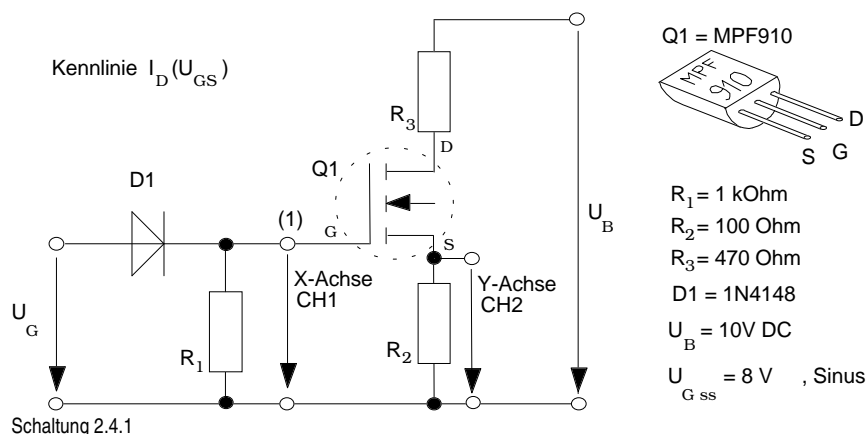 Kennlinie I_D(U_GS)
Q1 = MPF910
MPF
910
D
G
S
R_3
D
Q1
D1
(1)
G
S
U_B
X-Achse
CH1
Y-Achse
CH2
U_G
R_1
R_2
R_1= 1 kOhm
R_2= 100 Ohm
R_3= 470 Ohm
D1 = 1N4148
U_B = 10V DC
U_G ss = 8 V , Sinus
Schaltung 2.4.1